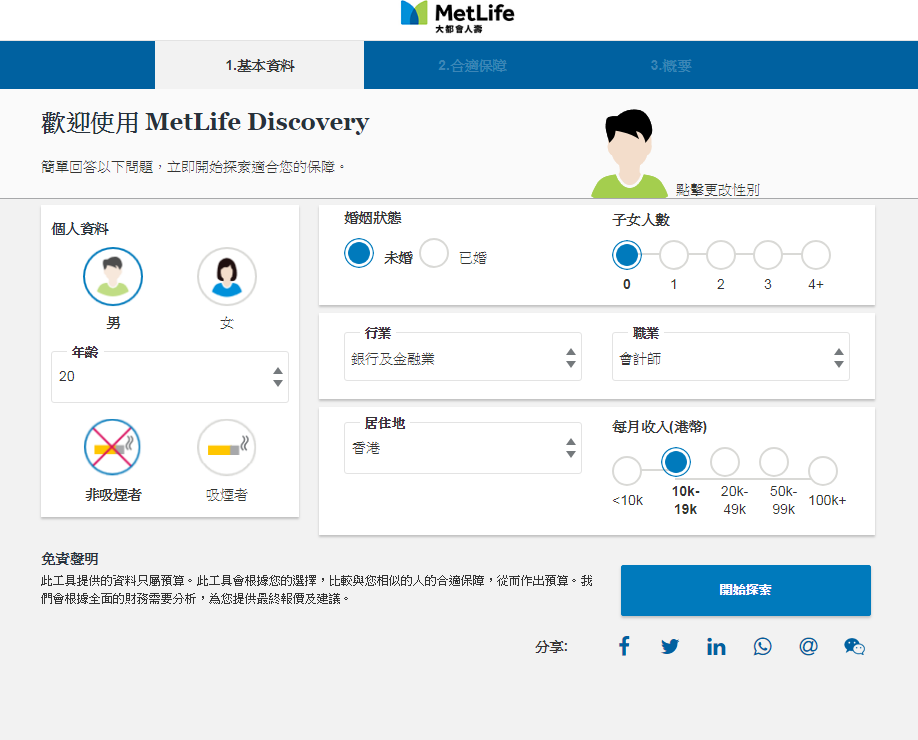 MetLife
大都會人壽
1.基本資料
2.合適保障
3.概要
歡迎使用 MetLife Discovery
簡單回答以下問題，立即開始探索適合您的保障。
點擊更改性別
個人資料
男
女
年齡
20
非吸煙者
吸煙者
婚姻狀態
未婚
已婚
子女人數
0
1
2
3
4+
行業
銀行及金融業
職業
會計師
居住地
香港
每月收入(港幣)
<10k
10k-
19k
20k-
49k
50k-
99k
100k+
免責聲明
此工具提供的資料只屬預算。此工具會根據您的選擇，比較與您相似的人的合適保障，從而作出預算。我
們會根據全面的財務需要分析，為您提供最終報價及建議。
開始探索
分享: